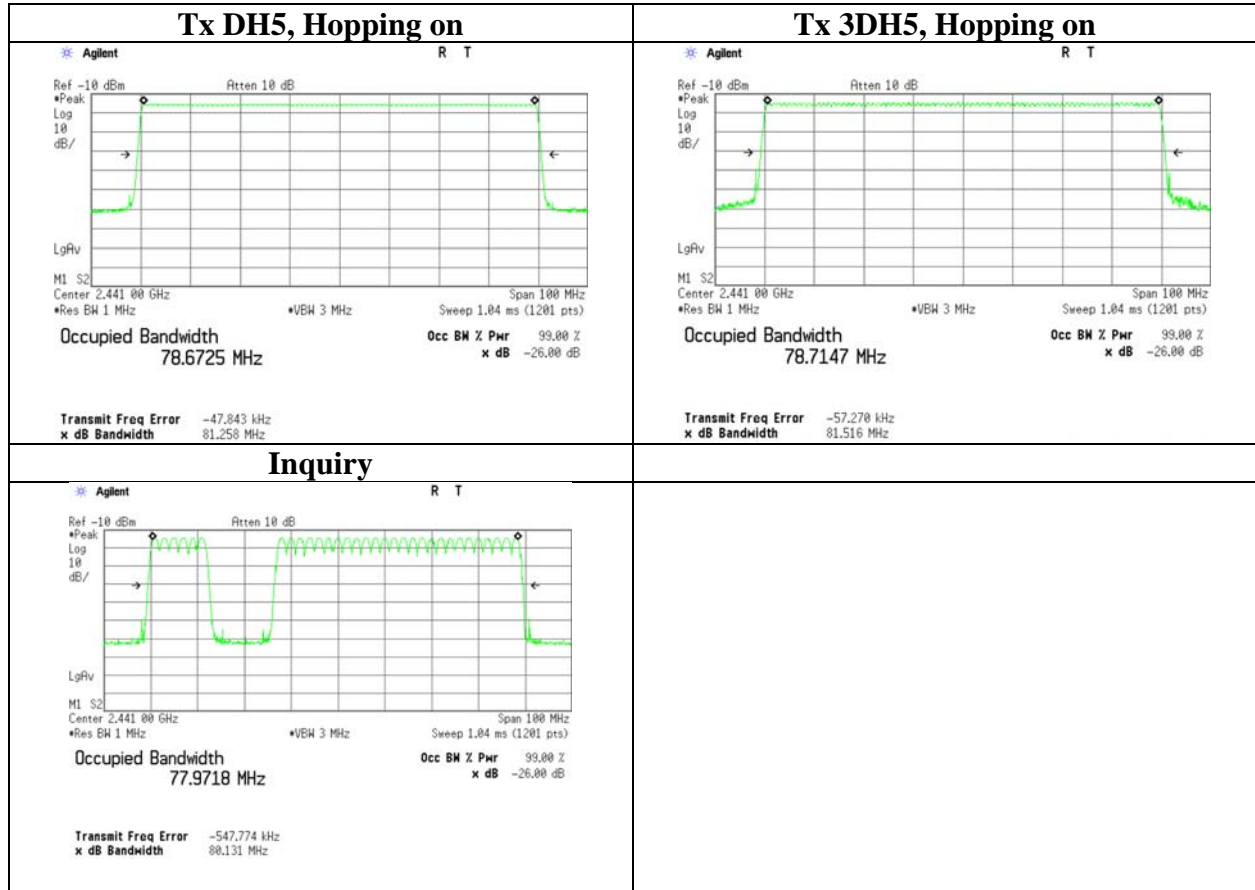 Tx DH5, Hopping on
Agilent R T
Ref -10 dBm Atten 10 dB
*Peak
Log
10
dB/
LgAv
M1 S2
Center 2.441 00 GHz Span 100 MHz
*Res BW 1 MHz *VBW 3 MHz Sweep 1.04 ms (1201 pts)
Occupied Bandwidth Occ BW % Pwr 99.00 %
78.6725 MHz x dB -26.00 dB
Transmit Freq Error -47.843 kHz
x dB Bandwidth 81.258 MHz
Tx 3DH5, Hopping on
Agilent R T
Ref -10 dBm Atten 10 dB
*Peak
Log
10
dB/
LgAv
M1 S2
Center 2.441 00 GHz Span 100 MHz
*Res BW 1 MHz *VBW 3 MHz Sweep 1.04 ms (1201 pts)
Occupied Bandwidth Occ BW % Pwr 99.00 %
78.7147 MHz x dB -26.00 dB
Transmit Freq Error -57.270 kHz
x dB Bandwidth 81.516 MHz
Inquiry
Agilent R T
Ref -10 dBm Atten 10 dB
*Peak
Log
10
dB/
LgAv
M1 S2
Center 2.441 00 GHz Span 100 MHz
*Res BW 1 MHz *VBW 3 MHz Sweep 1.04 ms (1201 pts)
Occupied Bandwidth Occ BW % Pwr 99.00 %
77.9718 MHz x dB -26.00 dB
Transmit Freq Error -547.774 kHz
x dB Bandwidth 80.131 MHz